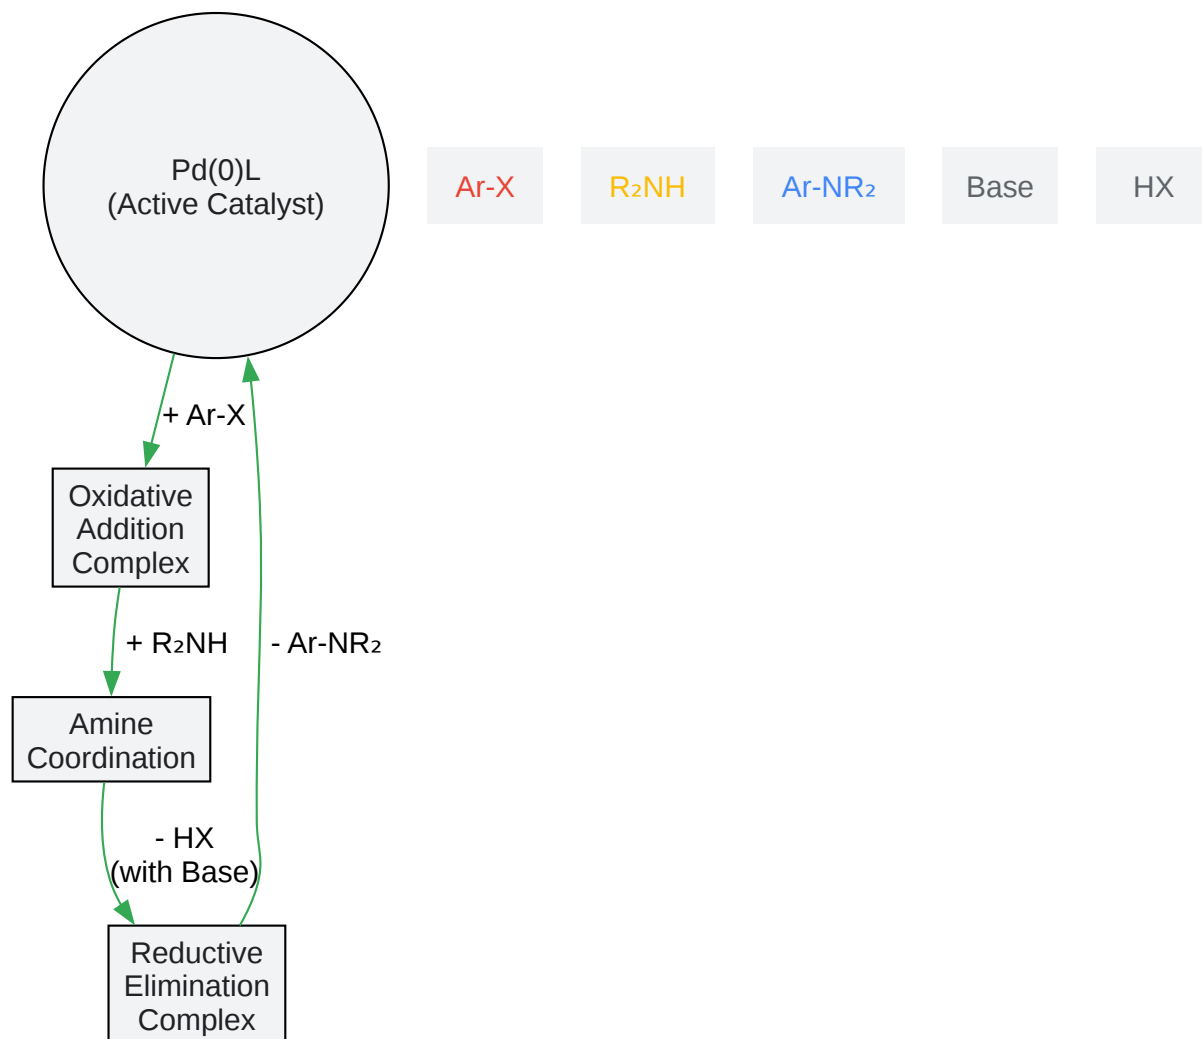 Pd(0)L
(Active Catalyst)
Ar-X
R₂NH
Ar-NR₂
Base
HX
+ Ar-X
Oxidative
Addition
Complex
+ R₂NH
- Ar-NR₂
Amine
Coordination
- HX
(with Base)
Reductive
Elimination
Complex